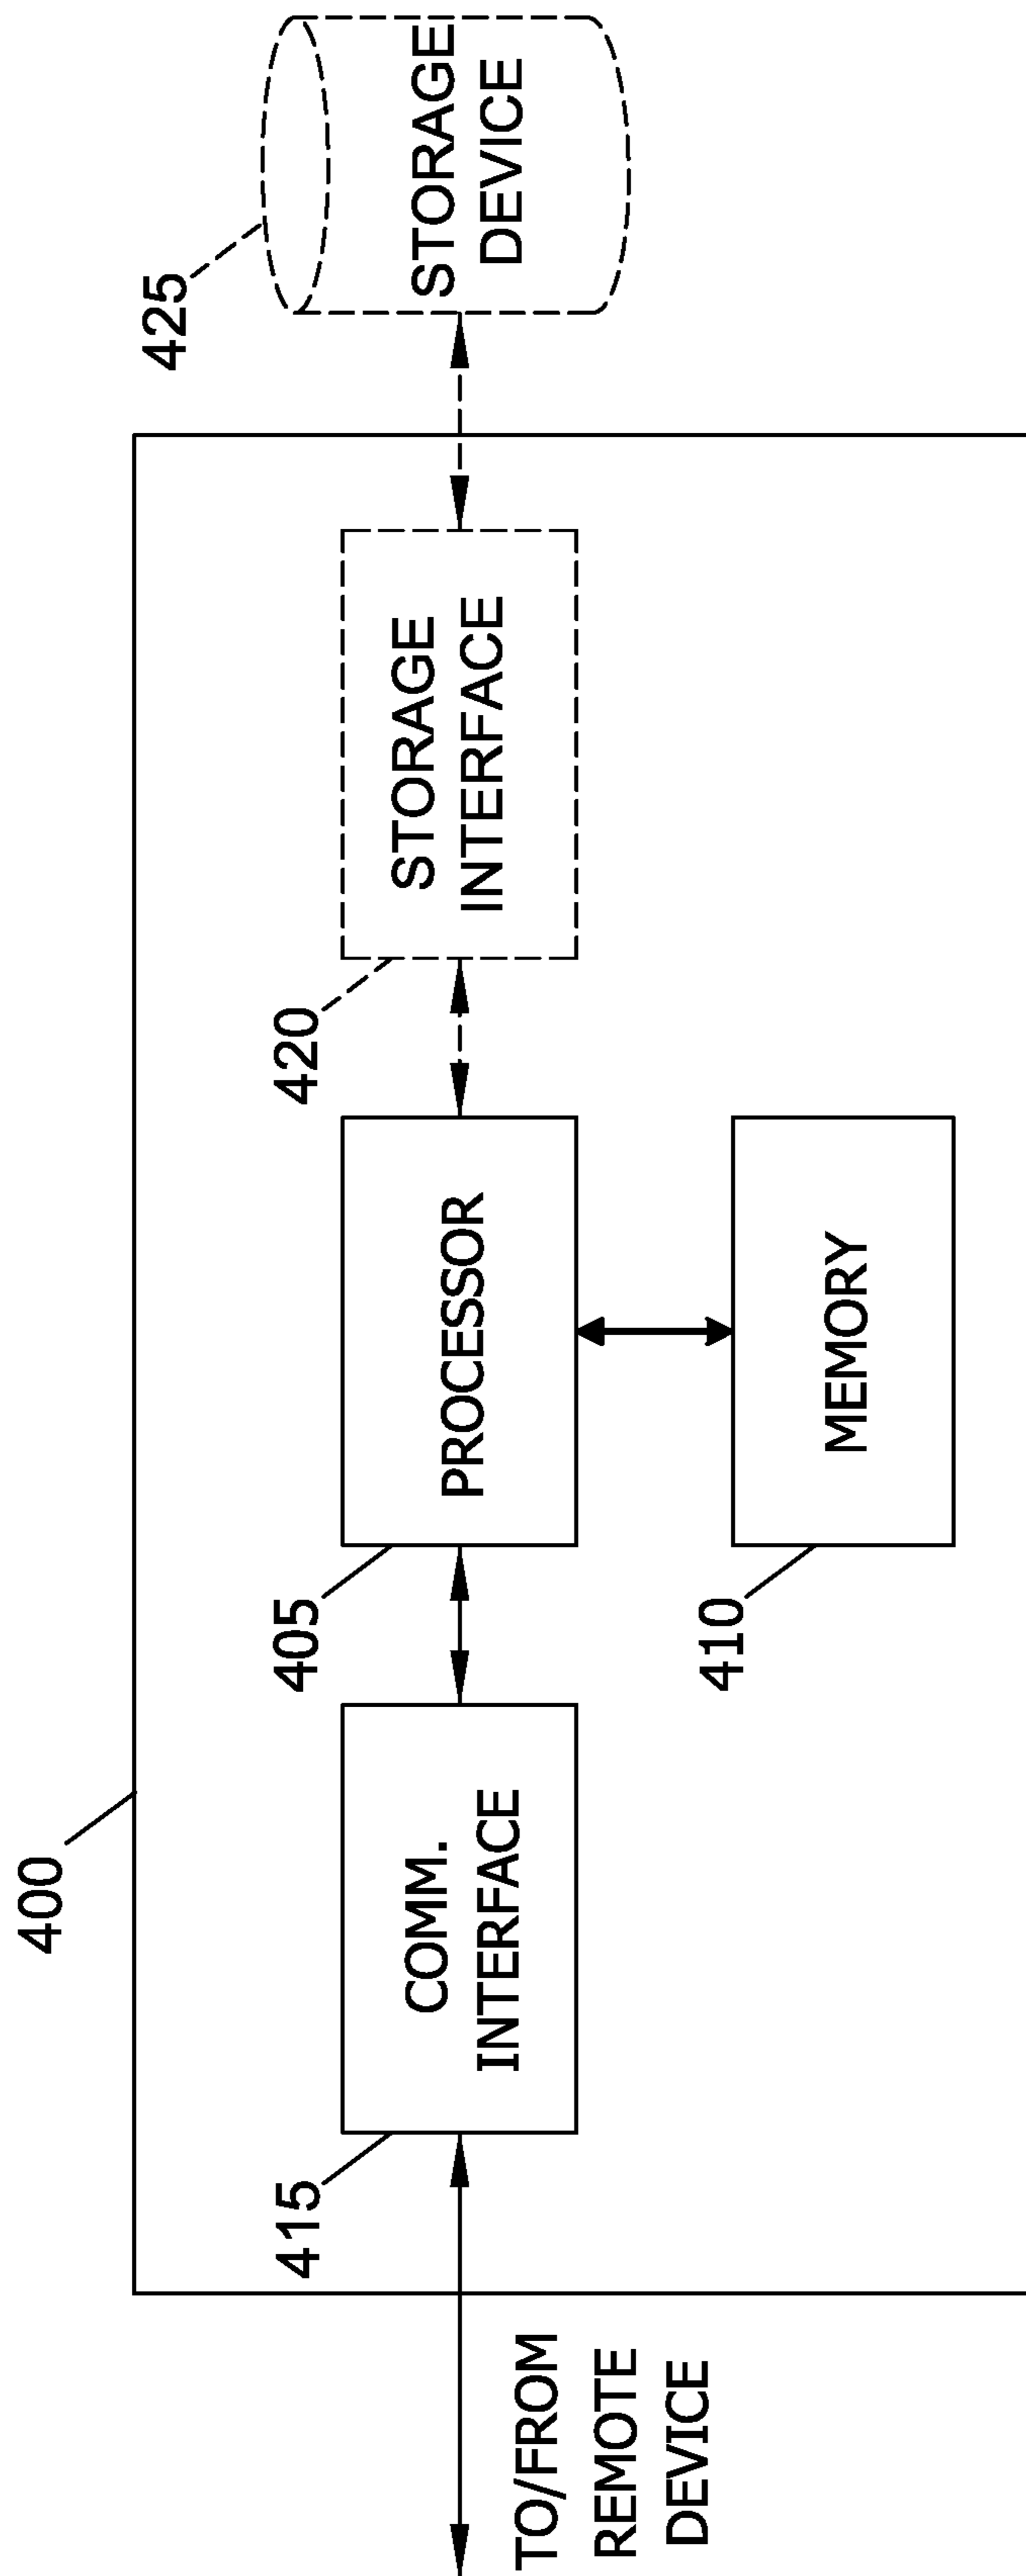 400
425
415
COMM.
INTERFACE
405
PROCESSOR
420
STORAGE
INTERFACE
STORAGE
DEVICE
TO/FROM
REMOTE
DEVICE
410
MEMORY